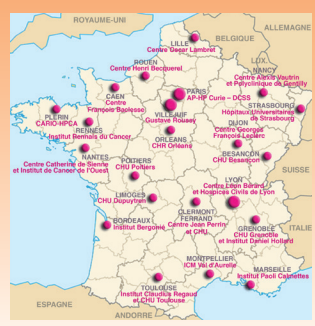 ROYAUME-UNI
ALLEMAGNE
BELGIQUE
LUX.
LILLE
Centre Oscar Lambret
ROUEN
Centre Henri Becquerel
NANCY
Centre Alexis Vautrin
et Polyclinique de Gentilly
CAEN
Centre
François Baclesse
PARIS
AP-HP Curie – DCSS
STRASBOURG
Hôpitaux Universitaires
de Strasbourg
PLERIN
CARIO-HPCA
VILLEJUIF
Gustave Roussy
RENNES
Institut Bernais du Cancer
DIJON
Centre Georges
François Leclerc
ORLEANS
CHR Orléans
NANTES
Centre Catherine de Sienne
et Institut de Cancer de l'Ouest
BESANCON
CHU Besançon
POITIERS
CHU Poitiers
SUISSE
LYON
Centre Léon Bérard
et Hospices Civils de Lyon
LIMOGES
CHU Dupuytren
CLERMONT
FERRAND
Centre Jean Perrin
et CHU
BORDEAUX
Institut Bergonié
GRENOBLE
CHU Grenoble
et Institut Daniel Hollard
ITALIE
MONTPELLIER
ICM Val d'Aurelle
MARSEILLE
Institut Paoli Calmettes
TOULOUSE
Institut Claudius Regaud
et CHU Toulouse
ESPAGNE
ANDORRE